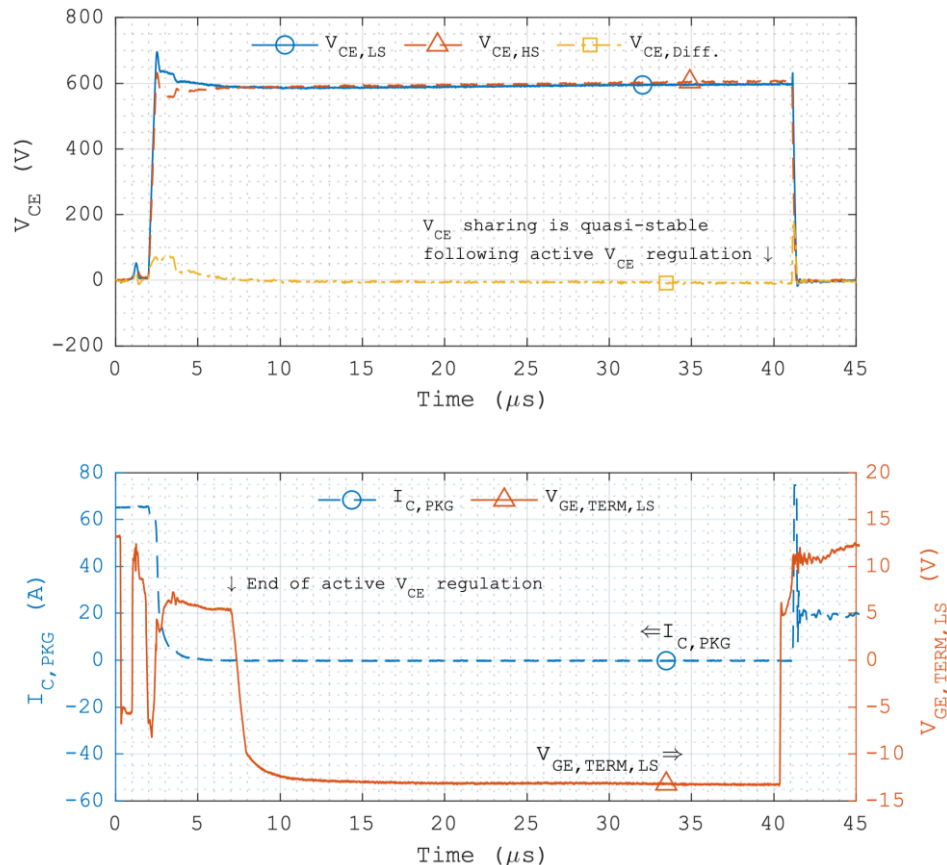 V_CE,LS V_CE,HS V_CE,Diff.
800
600
400
200
0
-200
V_CE (V)
V_CE sharing is quasi-stable
following active V_CE regulation ↓
0 5 10 15 20 25 30 35 40 45
Time (μs)
I_C,PKG V_GE,TERM,LS
80
60
40
20
0
-20
-40
-60
I_C,PKG (A)
↓ End of active V_CE regulation
⇐I_C,PKG
V_GE,TERM,LS⇒
20
15
10
5
0
-5
-10
-15
V_GE,TERM,LS (V)
0 5 10 15 20 25 30 35 40 45
Time (μs)